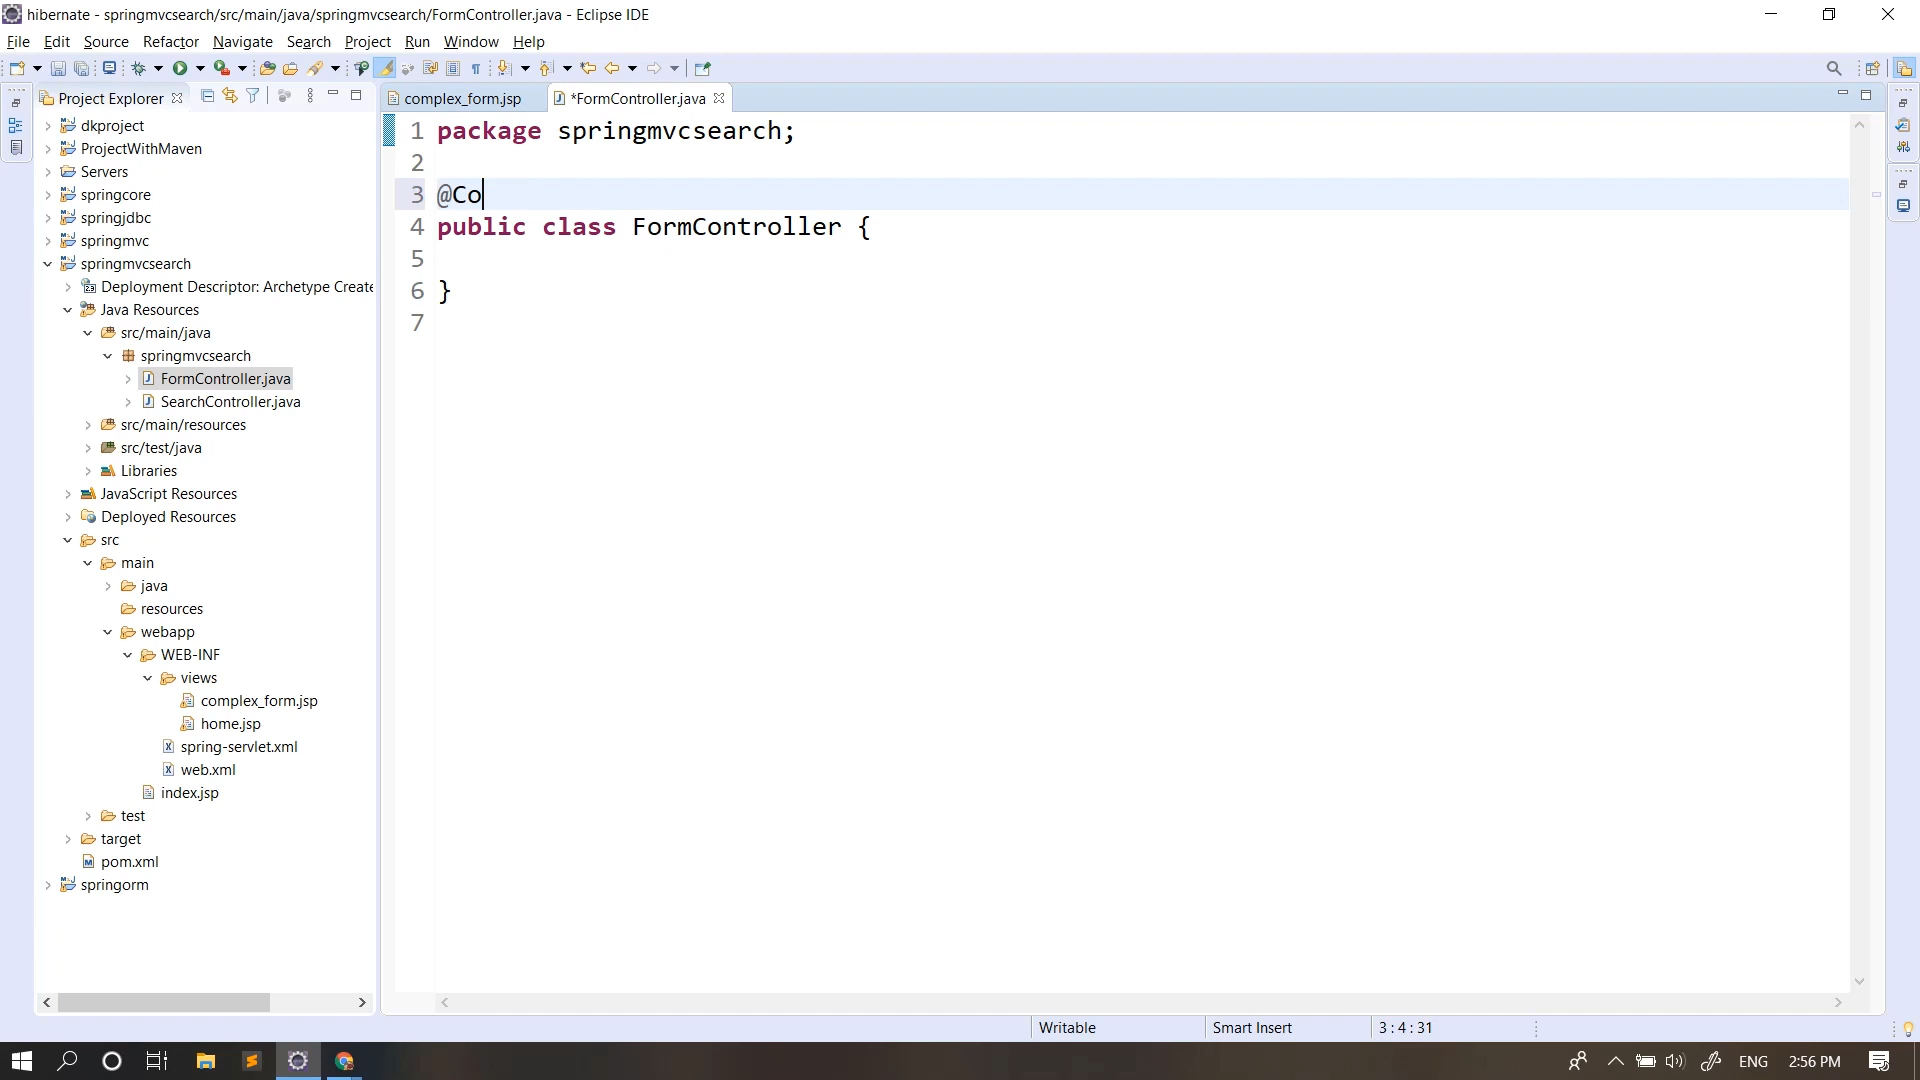 hibernate - springmvcsearch/src/main/java/springmvcsearch/FormController.java - Eclipse IDE
File Edit Source Refactor Navigate Search Project Run Window Help
Project Explorer
complex_form.jsp
*FormController.java
dkproject
ProjectWithMaven
Servers
springcore
springjdbc
springmvc
springmvcsearch
Deployment Descriptor: Archetype Create
Java Resources
src/main/java
springmvcsearch
FormController.java
SearchController.java
src/main/resources
src/test/java
Libraries
JavaScript Resources
Deployed Resources
src
main
java
resources
webapp
WEB-INF
views
complex_form.jsp
home.jsp
spring-servlet.xml
web.xml
index.jsp
test
target
pom.xml
springorm
1 package springmvcsearch;
2
3 @Co
4 public class FormController {
5
6 }
7
Writable
Smart Insert
3 : 4 : 31
ENG
2:56 PM